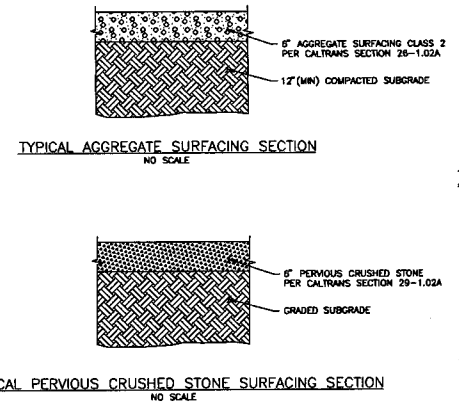 6" AGGREGATE SURFACING CLASS 2
PER CALTRANS SECTION 26-1.02A
12"(MIN) COMPACTED SUBGRADE
TYPICAL AGGREGATE SURFACING SECTION
NO SCALE
6" PERVIOUS CRUSHED STONE
PER CALTRANS SECTION 29-1.02A
GRADED SUBGRADE
CAL PERVIOUS CRUSHED STONE SURFACING SECTION
NO SCALE